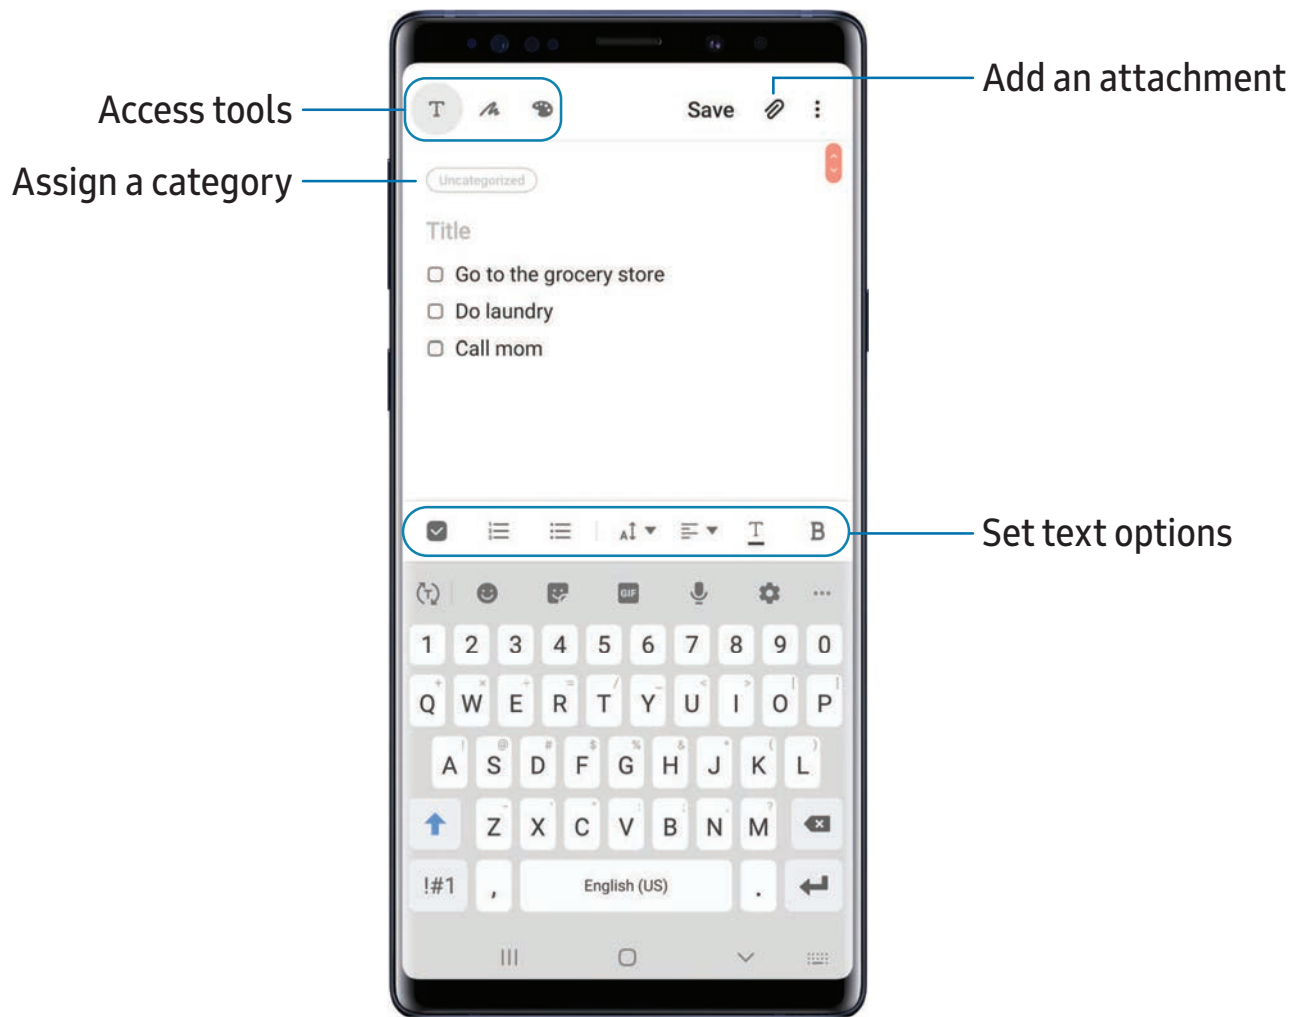 Add an attachment
Access tools
T Save
Assign a category
Uncategorized
Title
Go to the grocery store
Do laundry
Call mom
A T B
Set text options
T GIF
1 2 3 4 5 6 7 8 9 0
Q W E R T Y U I O P
A S D F G H J K L
Z X C V B N M
!#1 , English (US) .